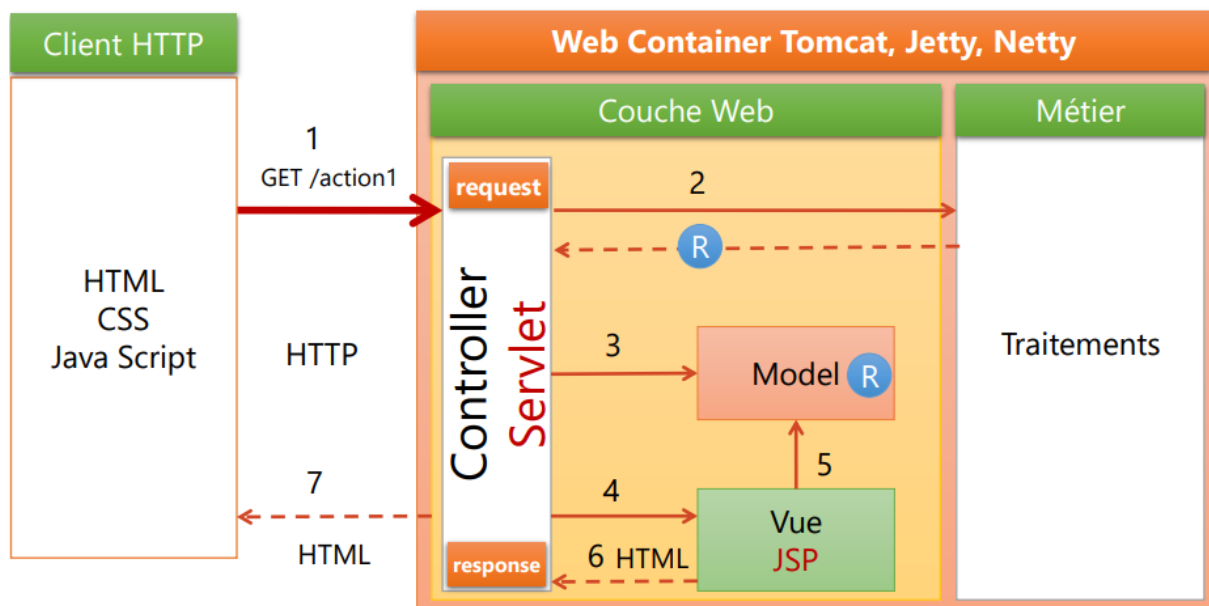 Client HTTP
Web Container Tomcat, Jetty, Netty
Couche Web
Métier
1
GET /action1
request
2
R
HTML
CSS
Java Script
HTTP
Controller
Servlet
3
Model R
Traitements
5
7
4
Vue
JSP
HTML
6 HTML
response